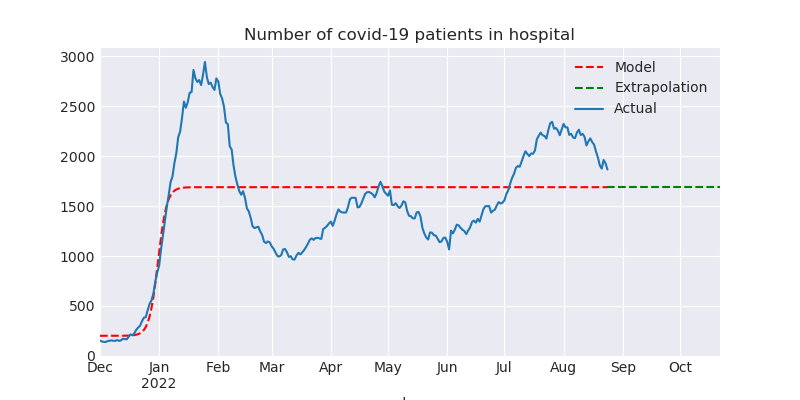 Number of covid-19 patients in hospital
3000
2500
2000
1500
1000
500
0
Model
Extrapolation
Actual
Dec Jan Feb Mar Apr May Jun Jul Aug Sep Oct
2022